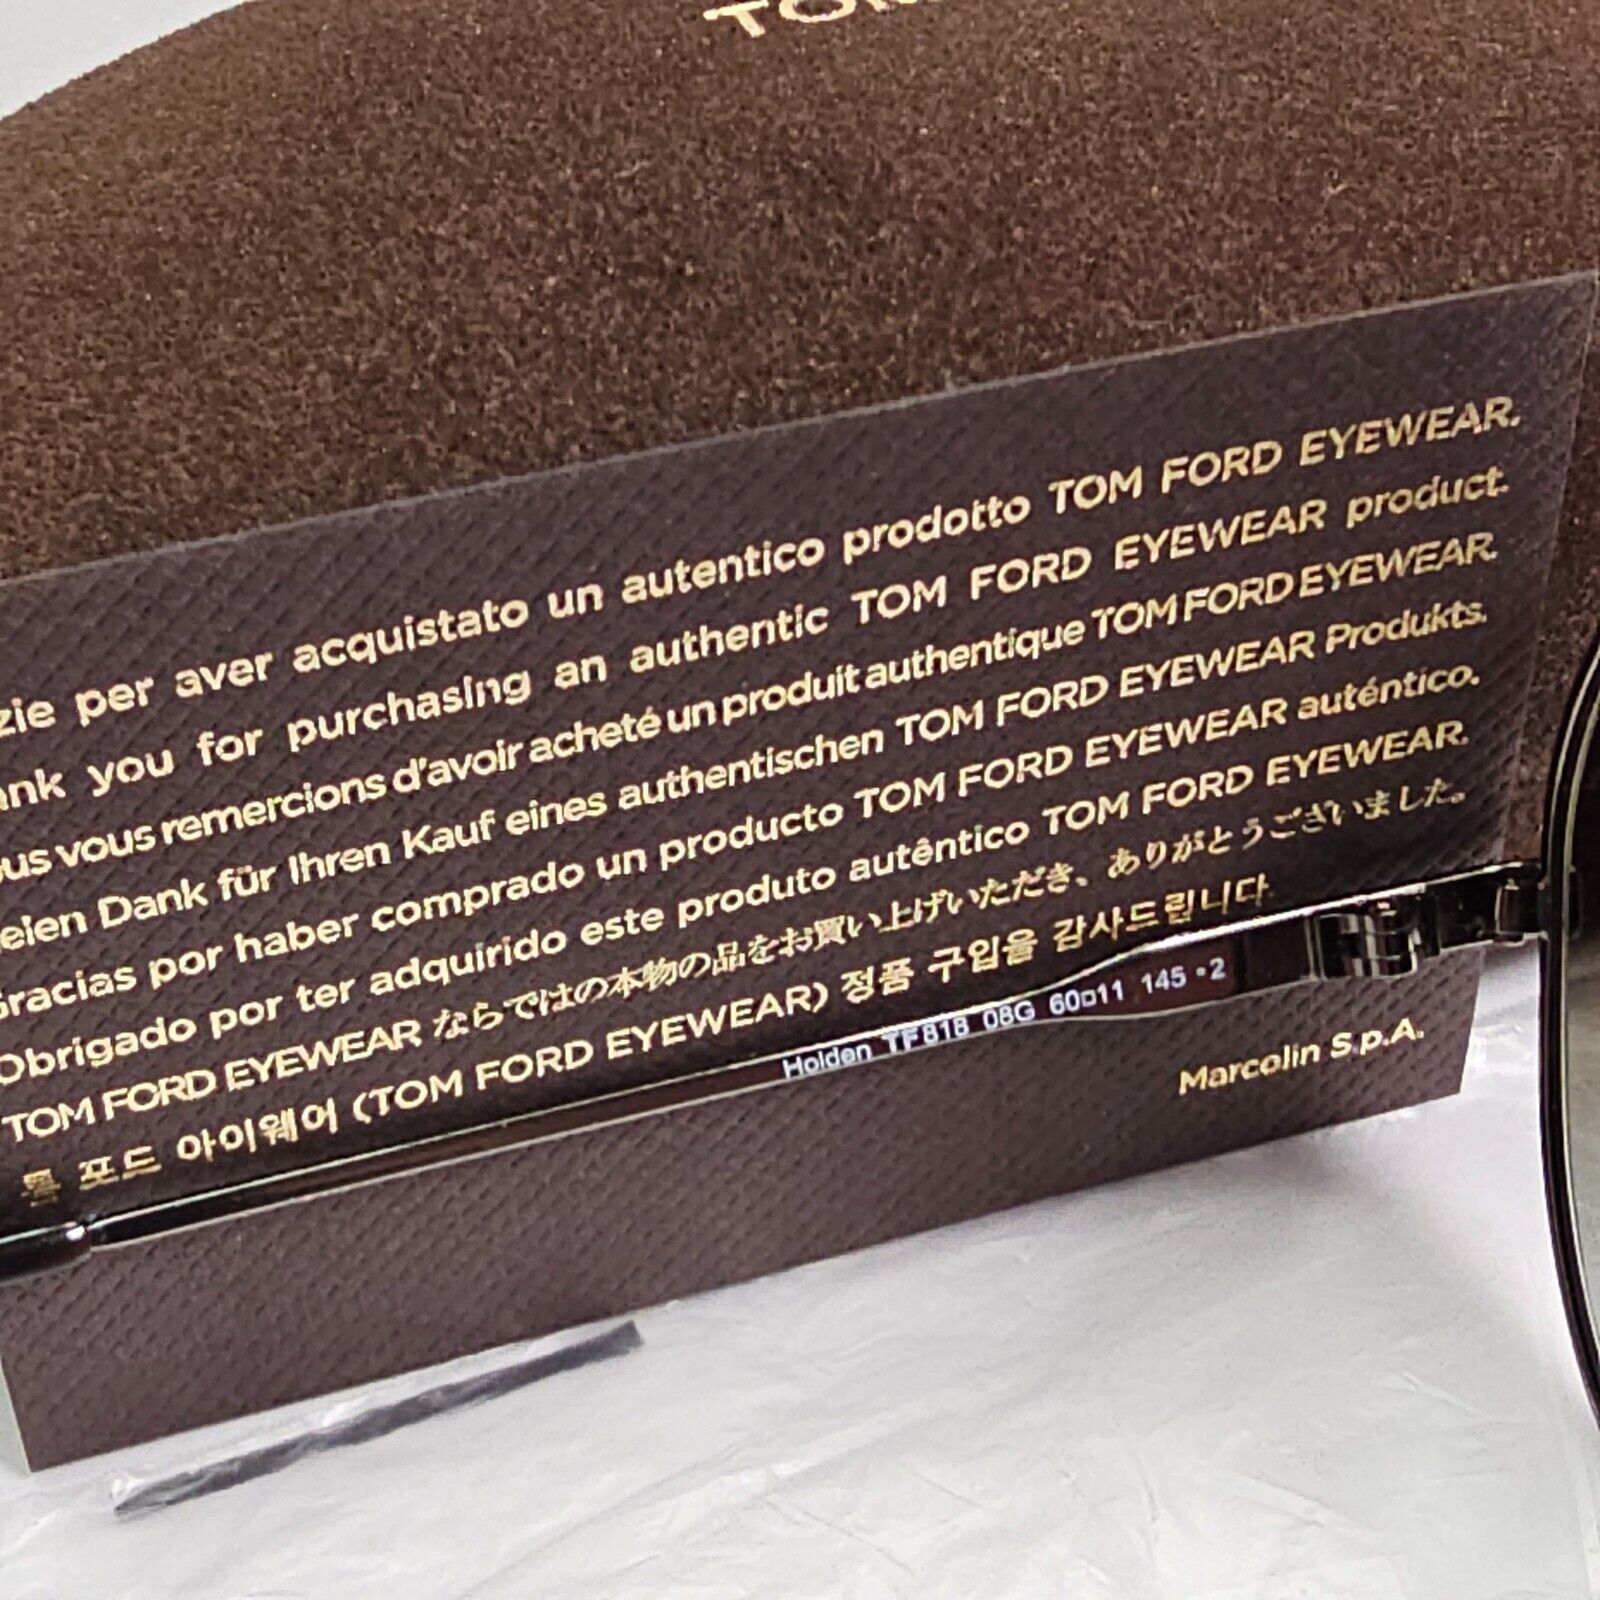 TOM
per aver acquistato un autentico prodotto TOM FORD EYEWEAR.
you for purchasing an authentic TOM FORD EYEWEAR product.
vous remercions d'avoir acheté un produit authentique TOM FORD EYEWEAR.
Dank für Ihren Kauf eines authentischen TOM FORD EYEWEAR Produkts.
Gracias por haber comprado un producto TOM FORD EYEWEAR auténtico.
Obrigado por ter adquirido este produto autêntico TOM FORD EYEWEAR.
TOM FORD EYEWEAR ならではの本物の品をお買い上げいただき、ありがとうございました。
톰 포드 아이웨어 (TOM FORD EYEWEAR) 정품 구입을 감사드립니다.
Holden TF818 08G 60□11 145 •2
Marcolin S.p.A.